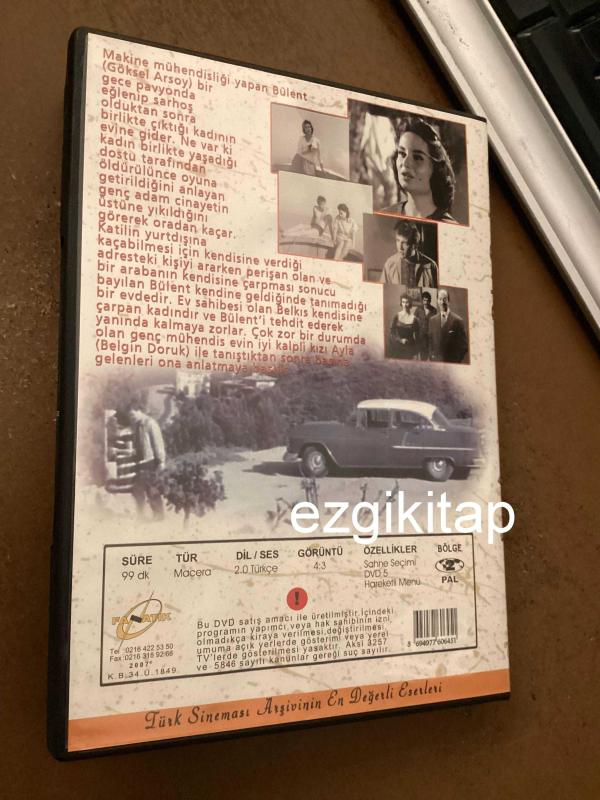 Makine mühendisliği yapan Bülent
(Göksel Arsoy) bir
gece pavyonda
eğlenip sarhoş
olduktan sonra
birlikte çıktığı kadının
evine gider. Ne var ki
kadın birlikte yaşadığı
dostu tarafından
öldürülünce oyuna
getirildiğini anlayan
genç adam cinayetin
üstüne yıkıldığını
görerek oradan kaçar.
Katilin yurtdışına
kaçabilmesi için kendisine verdiği
adresteki kişiyi ararken perişan olan ve
bir arabanın kendisine çarpması sonucu
bayılan Bülent kendine geldiğinde tanımadığı
bir evdedir. Ev sahibesi olan Belkıs kendisine
çarpan kadındır ve Bülent'i tehdit ederek
yanında kalmaya zorlar. Çok zor bir durumda
olan genç mühendis evin iyi kalpli kızı Ayla
(Belgin Doruk) ile tanıştıktan sonra başına
gelenleri ona anlatmaya başlar.
ezgikitap
SÜRE TÜR DİL / SES GÖRÜNTÜ ÖZELLİKLER BÖLGE
99 dk Macera 2.0 Türkçe 4:3 Sahne Seçimi 2
DVD 5 PAL
Hareketli Menü
!
FANATİK
Tel :0216 422 53 50
Fax:0216 318 92 66
2007
K.B.34.Ü.1849.
Bu DVD satış amacı ile üretilmiştir.İçindeki
programın yapımcı veya hak sahibinin izni
olmadıkça kiraya verilmesi,değiştirilmesi,
umuma açık yerlerde gösterimi veya yerel
TV'lerde gösterilmesi yasaktır. Aksi 3257
ve 5846 sayılı kanunlar gereği suç sayılır.
8 694977 606451
Türk Sineması Arşivinin En Değerli Eserleri